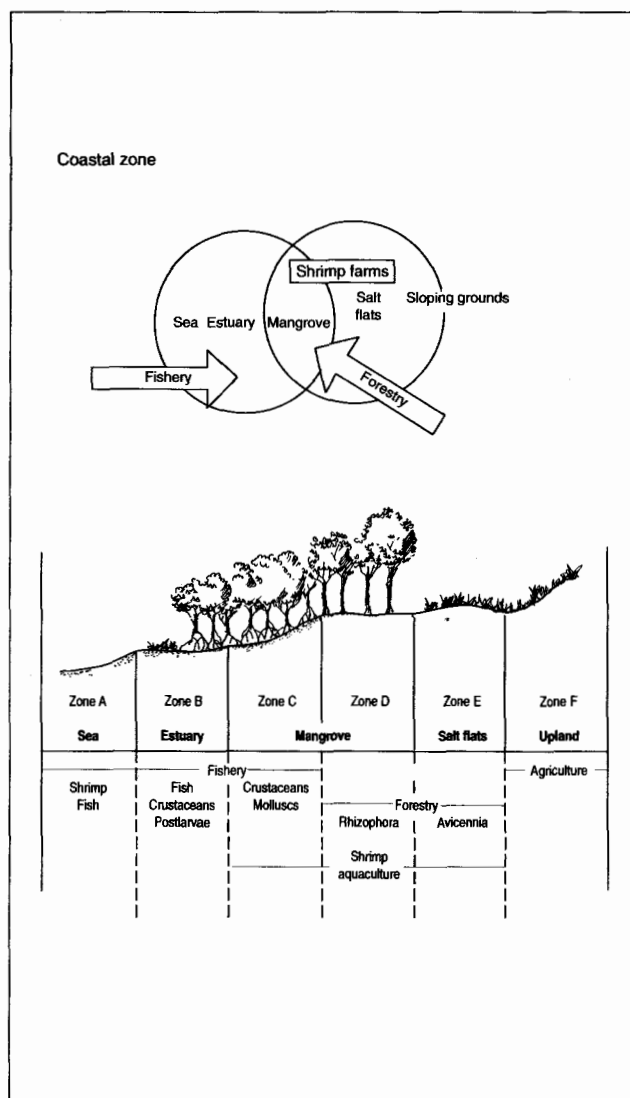 Coastal zone
Shrimp farms
Salt
flats
Sloping grounds
Sea Estuary Mangrove
Fishery
Forestry
Zone A Zone B Zone C Zone D Zone E Zone F
Sea Estuary Mangrove Salt flats Upland
Fishery Agriculture
Shrimp Fish Crustaceans
Fish Crustaceans Molluscs Forestry
Postlarvae Rhizophora Avicennia
Shrimp
aquaculture